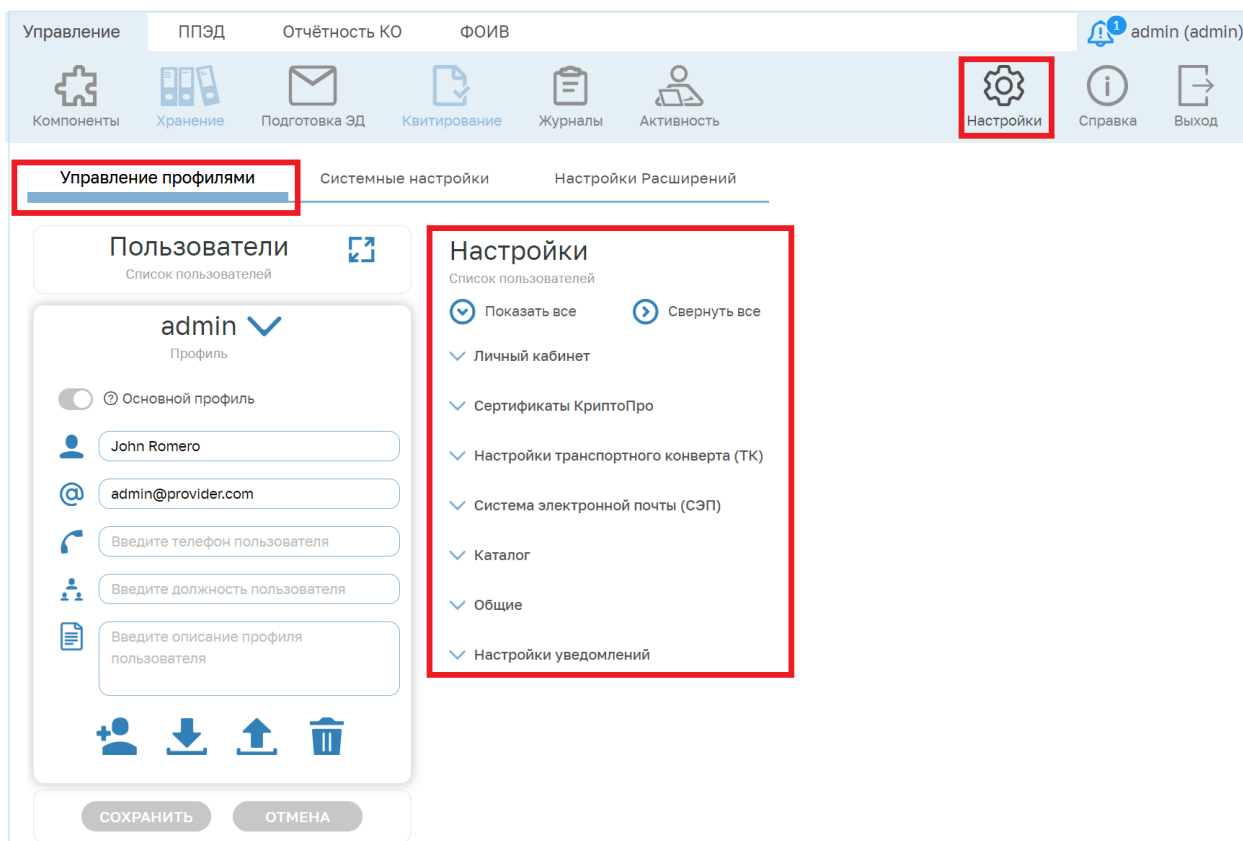 Управление ППЭД Отчётность КО ФОИВ 1 admin (admin)
Компоненты Хранение Подготовка ЭД Квитирование Журналы Активность Настройки Справка Выход
Управление профилями Системные настройки Настройки Расширений
Пользователи
Список пользователей
admin
Профиль
Основной профиль
John Romero
@ admin@provider.com
Введите телефон пользователя
Введите должность пользователя
Введите описание профиля
пользователя
СОХРАНИТЬ ОТМЕНА
Настройки
Список пользователей
Показать все Свернуть все
Личный кабинет
Сертификаты КриптоПро
Настройки транспортного конверта (ТК)
Система электронной почты (СЭП)
Каталог
Общие
Настройки уведомлений